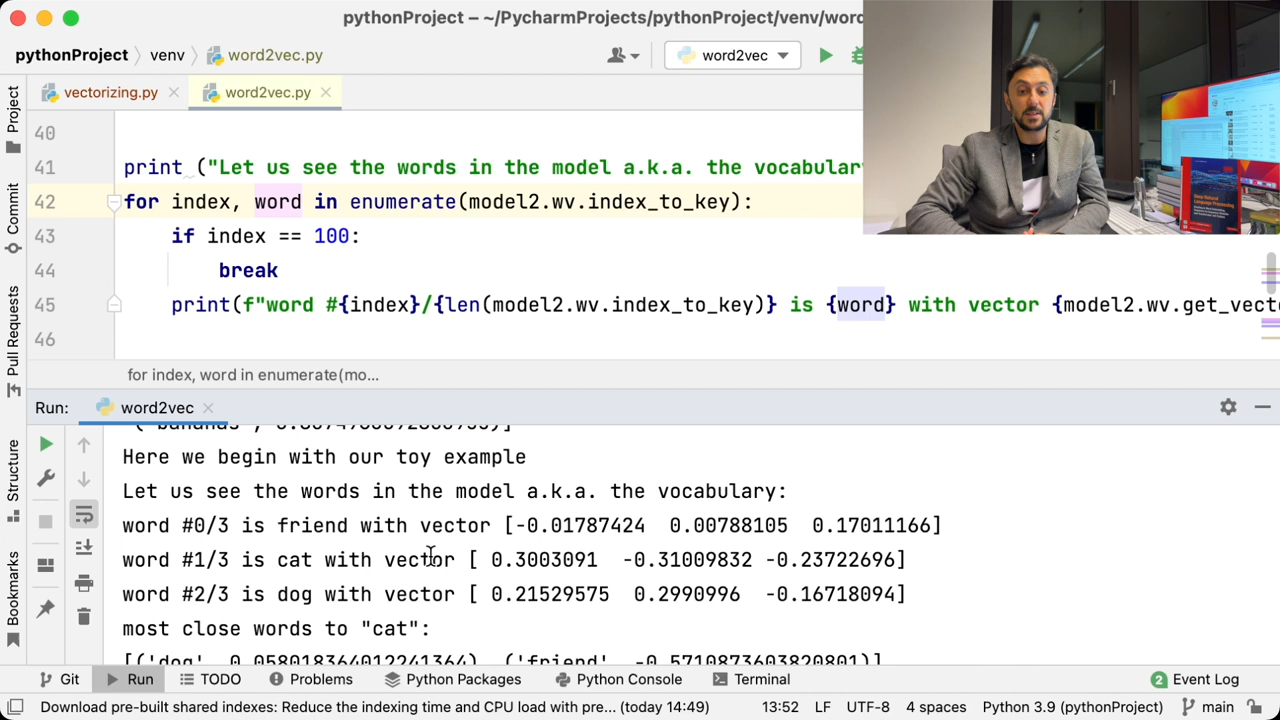 pythonProject – ~/PycharmProjects/pythonProject/venv/word
pythonProject venv word2vec.py
word2vec
vectorizing.py
word2vec.py
Project
Commit
Pull Requests
Structure
Bookmarks
40
41 print ("Let us see the words in the model a.k.a. the vocabulary
42 for index, word in enumerate(model2.wv.index_to_key):
43 if index == 100:
44 break
45 print(f"word #{index}/{len(model2.wv.index_to_key)} is {word} with vector {model2.wv.get_vecto
46
for index, word in enumerate(mo...
Run: word2vec
Here we begin with our toy example
Let us see the words in the model a.k.a. the vocabulary:
word #0/3 is friend with vector [-0.01787424 0.00788105 0.17011166]
word #1/3 is cat with vector [ 0.3003091 -0.31009832 -0.23722696]
word #2/3 is dog with vector [ 0.21529575 0.2990996 -0.16718094]
most close words to "cat":
[('dog', 0.058018364012241364), ('friend', -0.5710873603820801)]
Git Run TODO Problems Python Packages Python Console Terminal 2 Event Log
Download pre-built shared indexes: Reduce the indexing time and CPU load with pre... (today 14:49) 13:52 LF UTF-8 4 spaces Python 3.9 (pythonProject) main